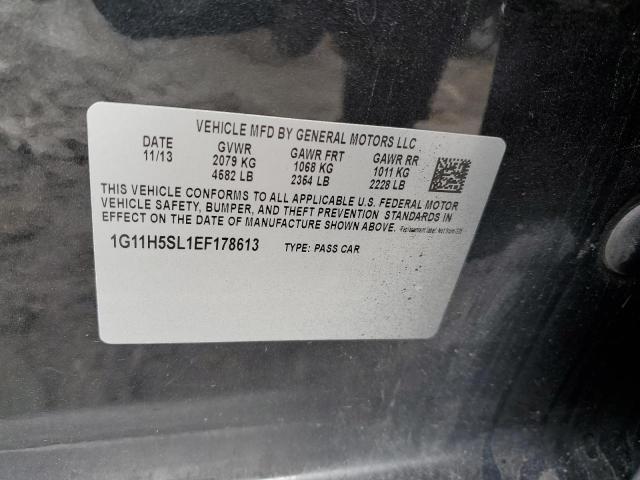 VEHICLE MFD BY GENERAL MOTORS LLC
DATE GVWR GAWR FRT GAWR RR
11/13 2079 KG 1068 KG 1011 KG
4582 LB 2354 LB 2228 LB
THIS VEHICLE CONFORMS TO ALL APPLICABLE U.S. FEDERAL MOTOR
VEHICLE SAFETY, BUMPER, AND THEFT PREVENTION STANDARDS IN
EFFECT ON THE DATE OF MANUFACTURE SHOWN ABOVE. Replacement label.
1G11H5SL1EF178613 TYPE: PASS CAR